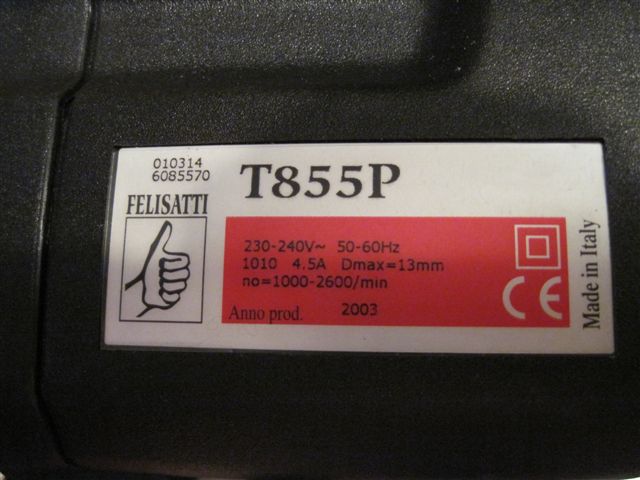 010314
6085570
FELISATTI
T855P
230-240V~ 50-60Hz
1010 4.5A Dmax=13mm
no=1000-2600/min
Anno prod. 2003
CE
Made in Italy